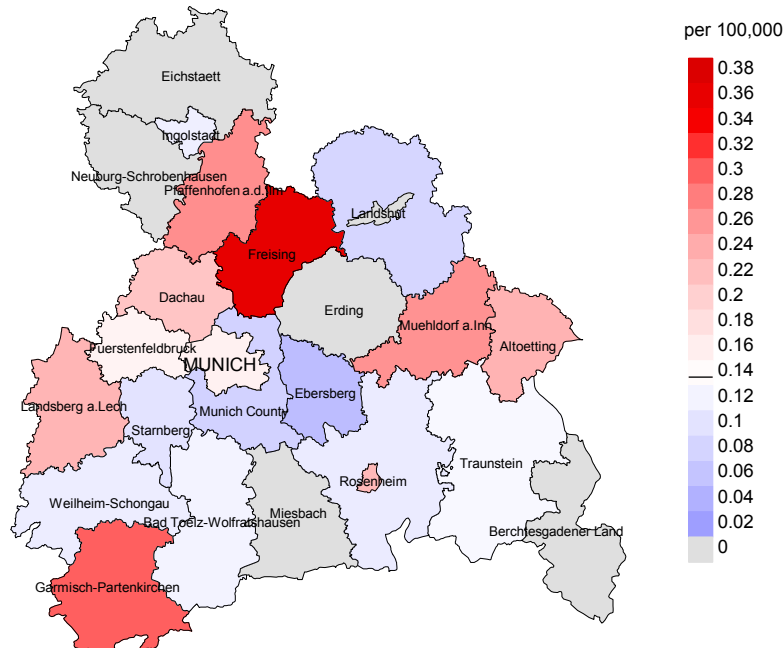 per 100,000
0.38
0.36
0.34
0.32
0.3
0.28
0.26
0.24
0.22
0.2
0.18
0.16
0.14
0.12
0.1
0.08
0.06
0.04
0.02
0
Eichstaett
Ingolstadt
Neuburg-Schrobenhausen
Pfaffenhofen a.d.Ilm
Landshut
Freising
Dachau
Erding
Muehldorf a.Inn
Altoetting
Fuerstenfeldbruck
MUNICH
Ebersberg
Landsberg a.Lech
Munich County
Starnberg
Traunstein
Rosenheim
Weilheim-Schongau
Miesbach
Bad Toelz-Wolfratshausen
Berchtesgadener Land
Garmisch-Partenkirchen